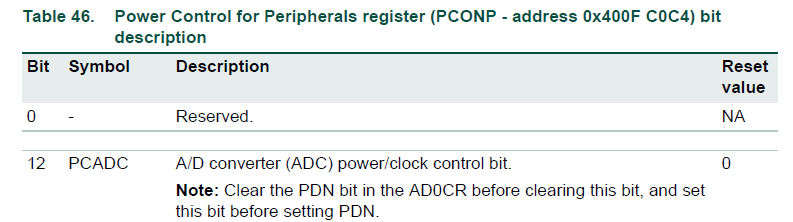 Table 46. Power Control for Peripherals register (PCONP - address 0x400F C0C4) bit
description
Bit Symbol Description Reset
value
0 - Reserved. NA
12 PCADC A/D converter (ADC) power/clock control bit. 0
Note: Clear the PDN bit in the AD0CR before clearing this bit, and set
this bit before setting PDN.